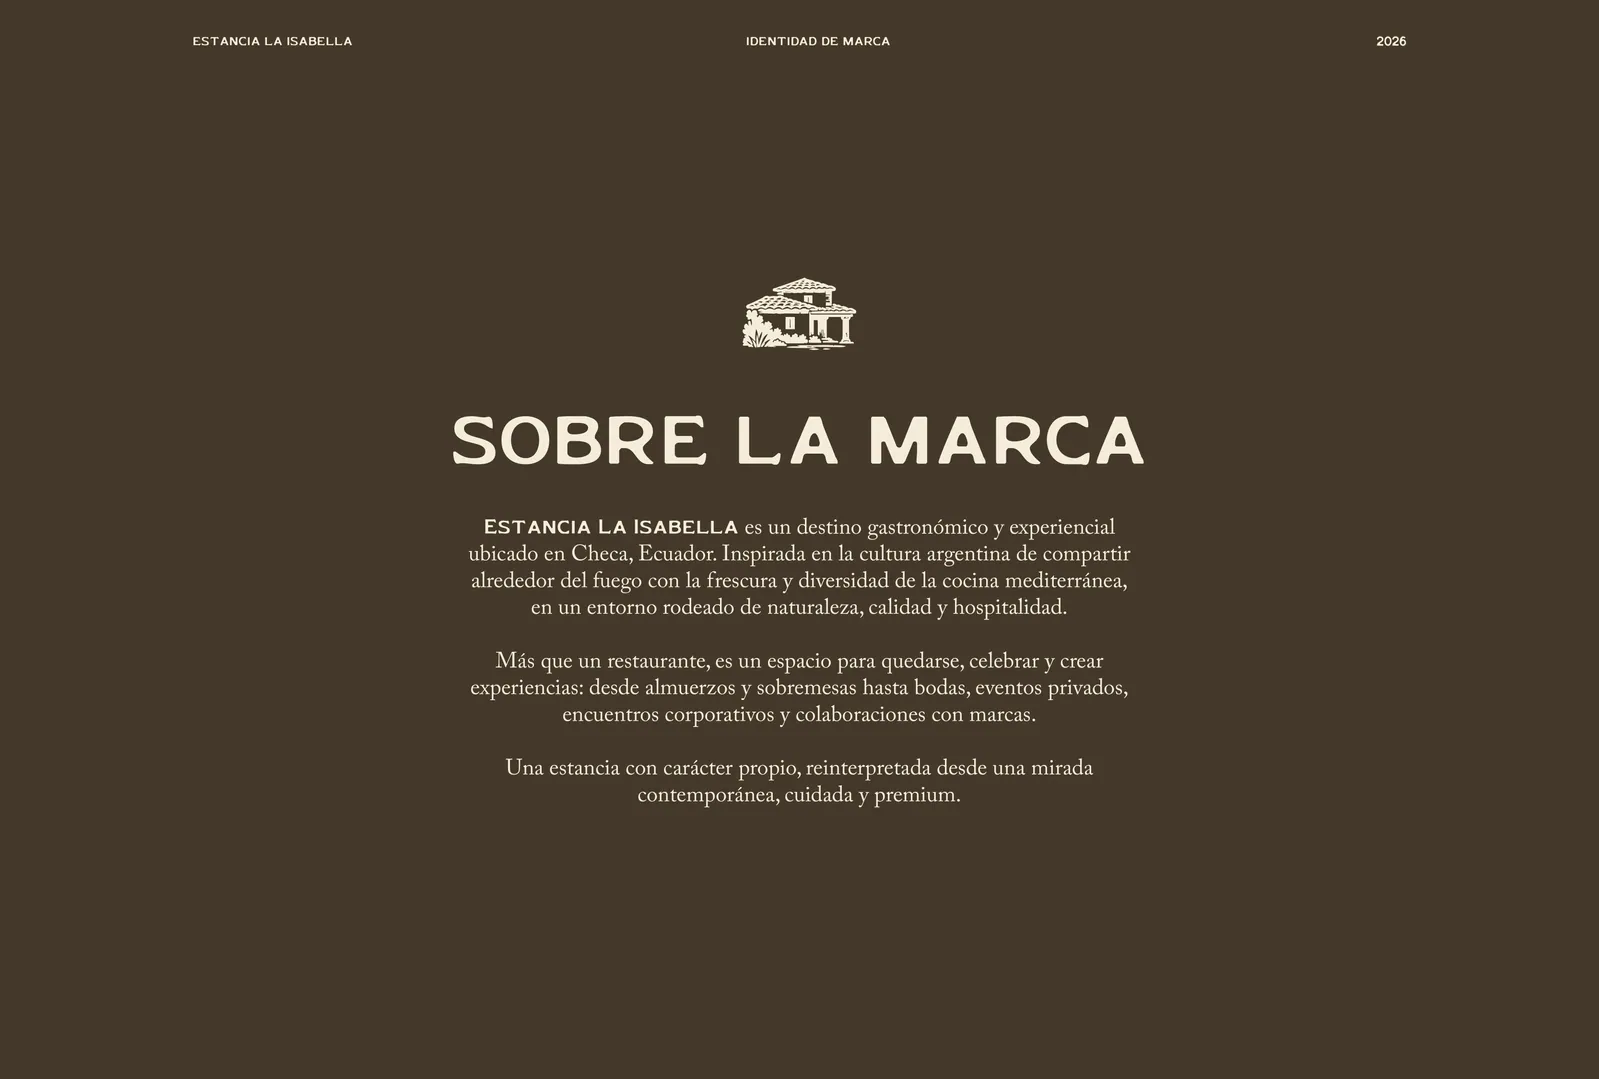 ESTANCIA LA ISABELLA
IDENTIDAD DE MARCA
2026
SOBRE LA MARCA
ESTANCIA LA ISABELLA es un destino gastronómico y experiencial
ubicado en Checa, Ecuador. Inspirada en la cultura argentina de compartir
alrededor del fuego con la frescura y diversidad de la cocina mediterránea,
en un entorno rodeado de naturaleza, calidad y hospitalidad.
Más que un restaurante, es un espacio para quedarse, celebrar y crear
experiencias: desde almuerzos y sobremesas hasta bodas, eventos privados,
encuentros corporativos y colaboraciones con marcas.
Una estancia con carácter propio, reinterpretada desde una mirada
contemporánea, cuidada y premium.